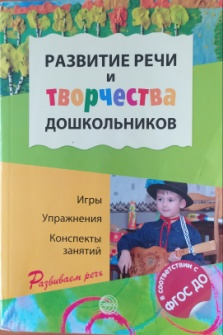 РАЗВИТИЕ РЕЧИ
и
творчества
ДОШКОЛЬНИКОВ
Игры
Упражнения
Конспекты
занятий
Развиваем речь
в соответствии с
ФГОС ДО